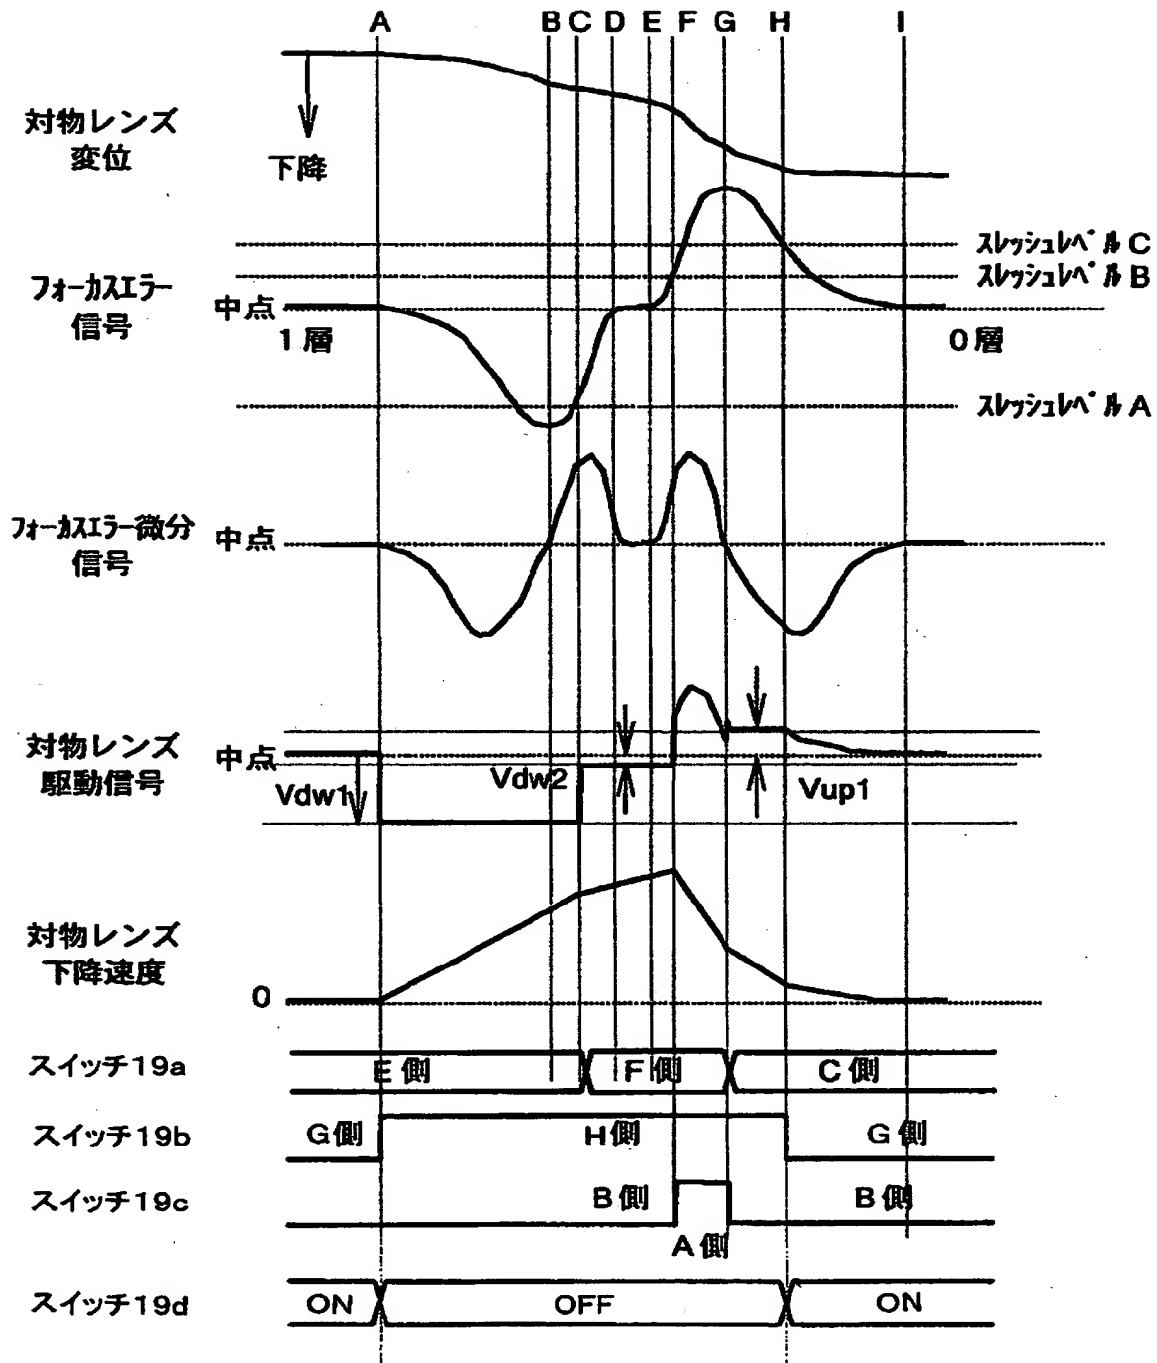 A B C D E F G H I
対物レンズ
変位
下降
スレッシュレベルC
スレッシュレベルB
フォーカスエラー
信号
中点
1層
0層
スレッシュレベルA
フォーカスエラー微分
信号
中点
対物レンズ
駆動信号
中点
Vdw1
Vdw2
Vup1
対物レンズ
下降速度
0
スイッチ19a
E側
F側
C側
スイッチ19b
G側
H側
G側
スイッチ19c
B側
A側
B側
スイッチ19d
ON
OFF
ON